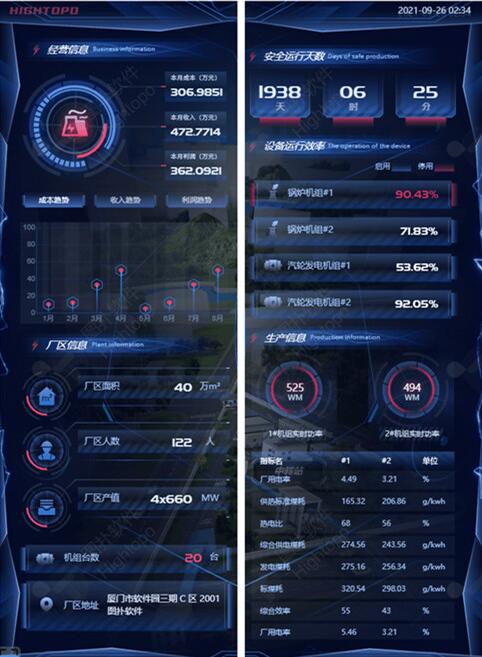 HIGHTOPO
经营信息 Business information
本月成本（万元）
306.9851
本月收入（万元）
472.7714
本月利润（万元）
362.0921
成本趋势 收入趋势 利润趋势
100
80
60
40
20
0
1月 2月 3月 4月 5月 6月 7月 8月
厂区信息 Plant information
厂区面积 40 万m²
m²
厂区人数 122 人
厂区产值 4x660 MW
机组台数 20 台
厂区地址 厦门市软件园三期 C 区 2001
图扑软件
2021-09-26 02:34
安全运行天数 Days of safe production
1938 06 25
天 时 分
设备运行效率 The operation of the device
启用 停用
锅炉机组#1 90.43%
锅炉机组#2 71.83%
汽轮发电机组#1 53.62%
汽轮发电机组#2 92.05%
生产信息 Production information
525 494
WM WM
1#机组实时功率 2#机组实时功率
指标名 #1 #2 单位
厂用电率 4.49 3.21 %
供热标准煤耗 165.32 206.86 g/kwh
热电比 68 56 %
综合供电煤耗 274.56 243.56 g/kwh
发电煤耗 275.16 256.34 g/kwh
标煤耗 320.54 298.03 g/kwh
综合效率 55 43 %
厂用电率 5.46 3.21 %